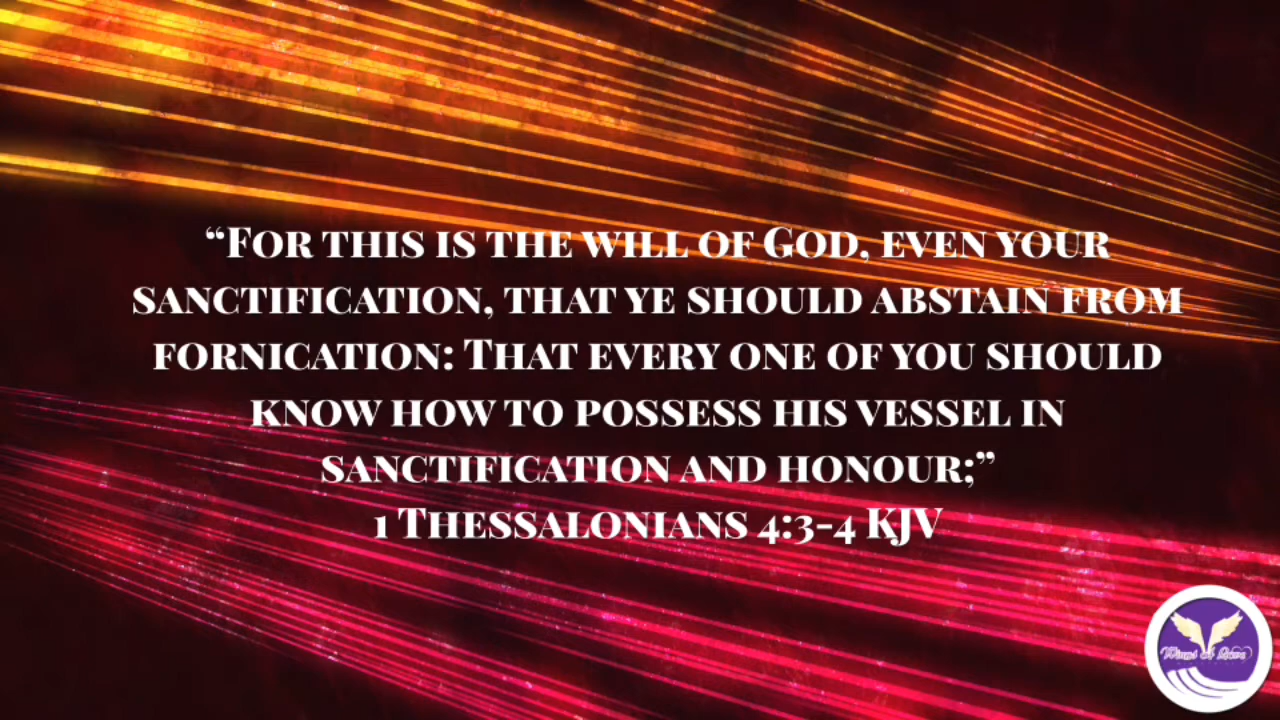 “For this is the will of God, even your
sanctification, that ye should abstain from
fornication: That every one of you should
know how to possess his vessel in
sanctification and honour;”
1 Thessalonians 4:3-4 KJV